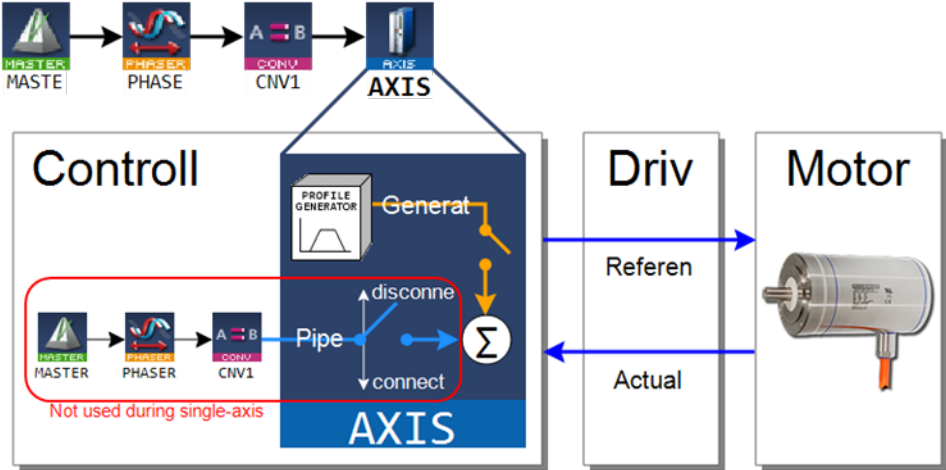 MASTER
PHASER
A B
CONV
AXIS
MASTE
PHASE
CNV1
AXIS
Controll
Driv
Motor
PROFILE
GENERATOR
Generat
Referen
disconne
A B
Pipe
MASTER
PHASER
CONV
MASTER
PHASER
CNV1
connect
Actual
Not used during single-axis
AXIS
Σ